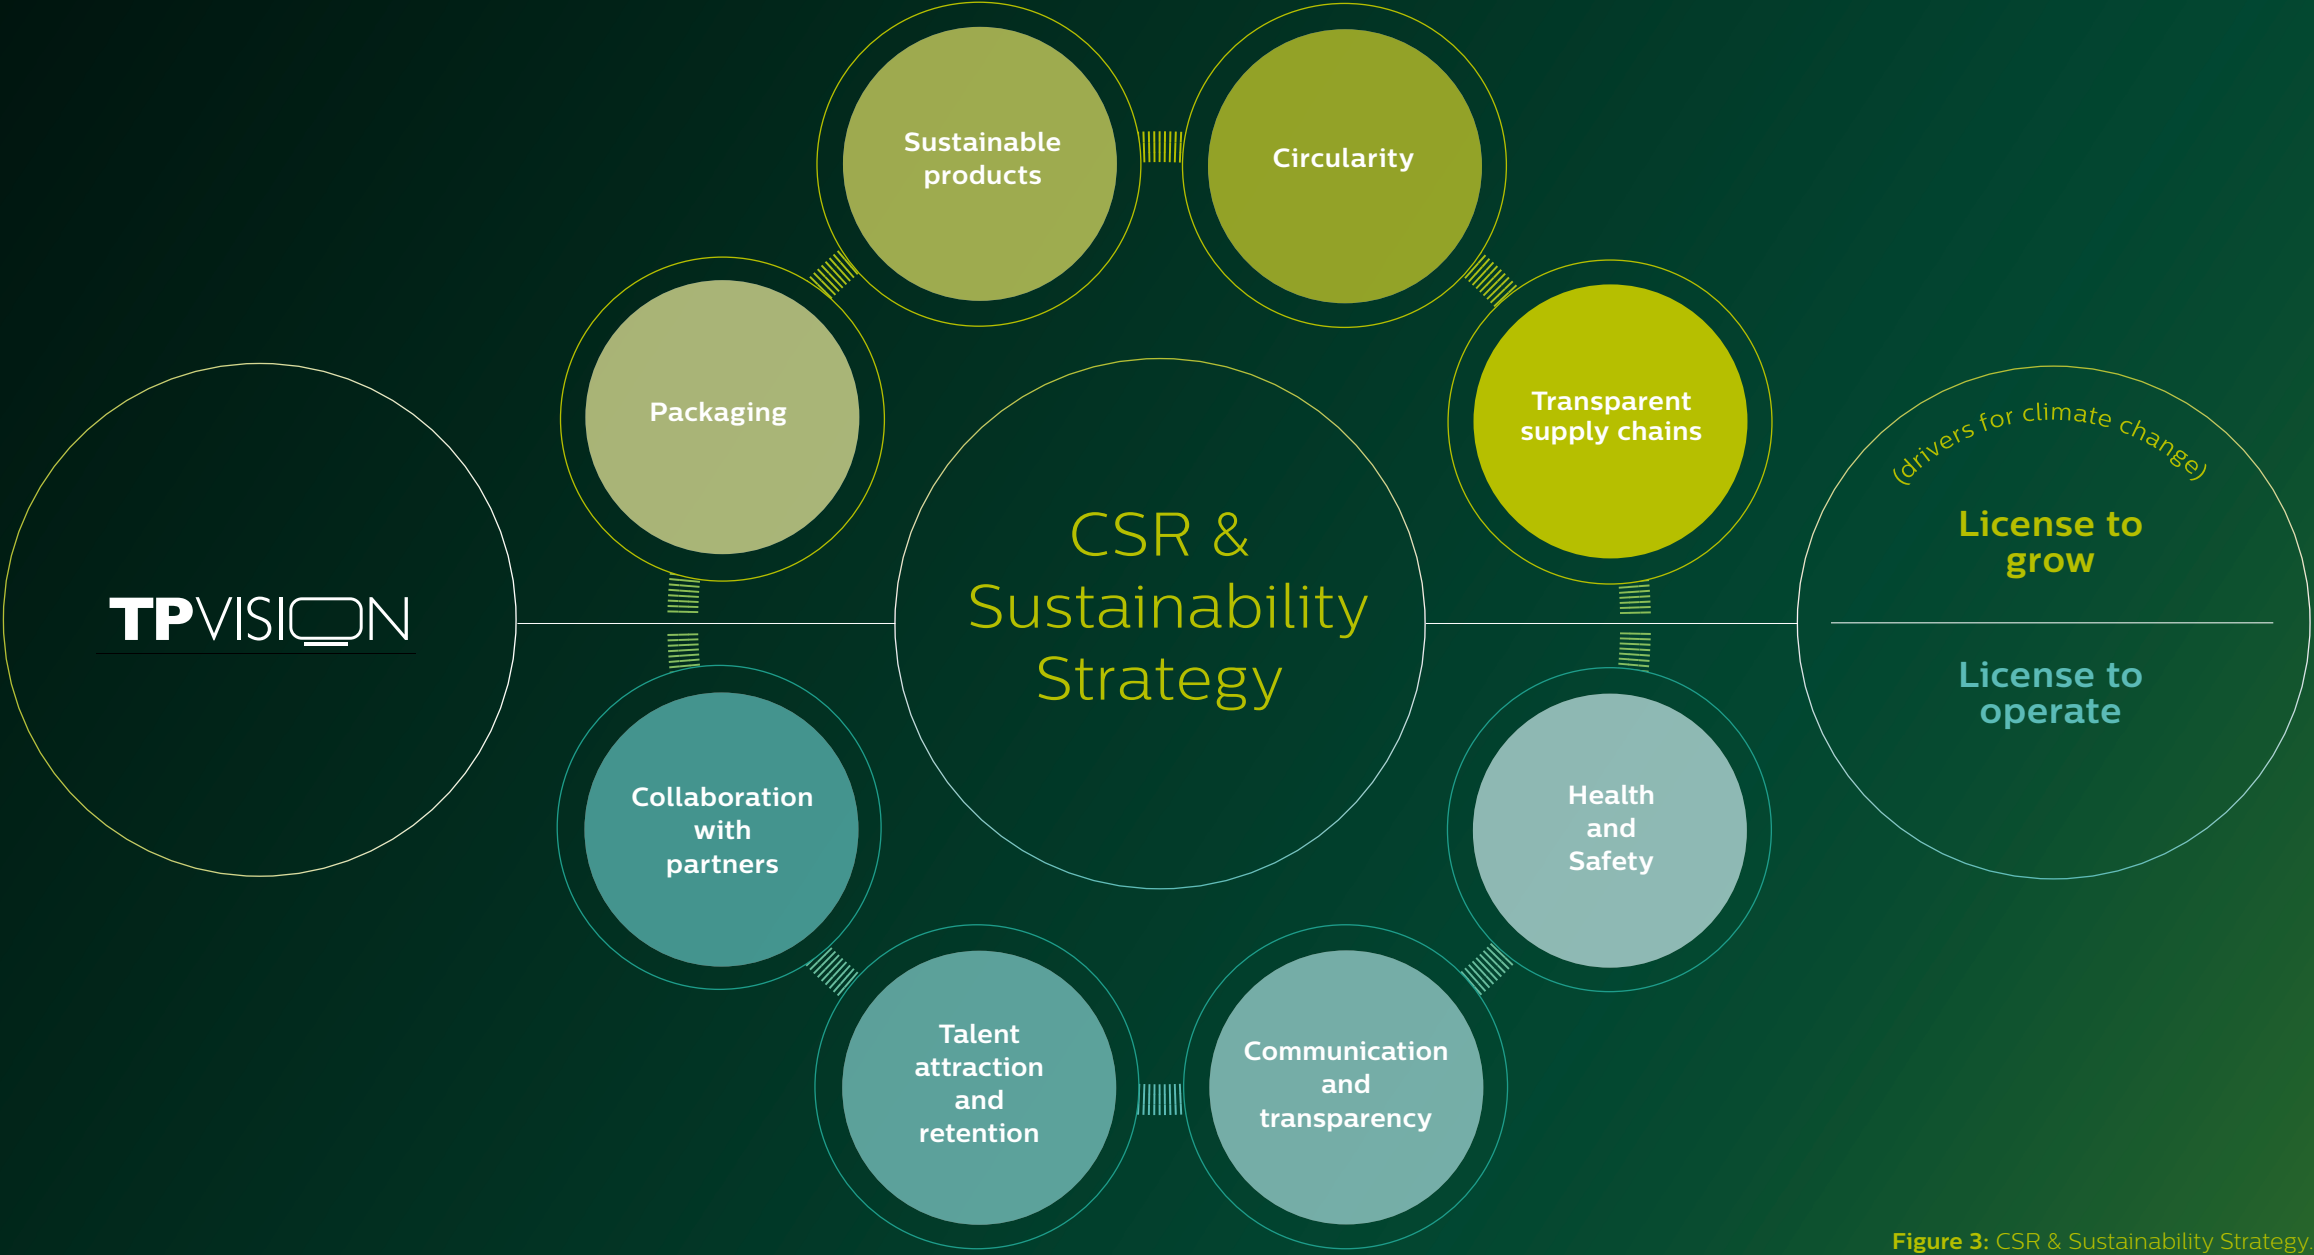 Sustainable
products
Circularity
Packaging
Transparent
supply chains
TPVISION
CSR &
Sustainability
Strategy
(drivers for climate change)
License to
grow
License to
operate
Collaboration
with
partners
Health
and
Safety
Talent
attraction
and
retention
Communication
and
transparency
Figure 3: CSR & Sustainability Strategy